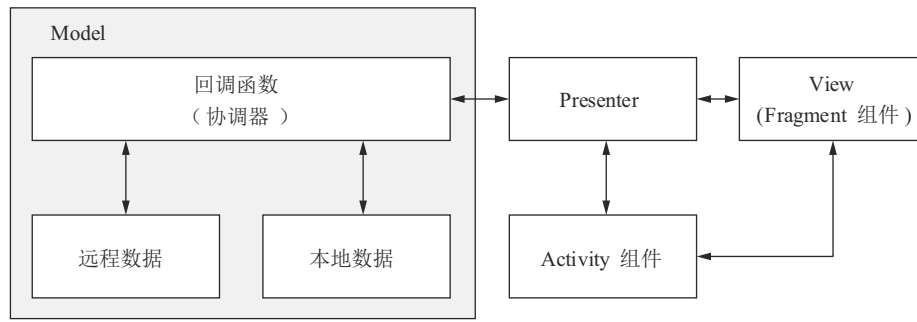 Model
回调函数
（ 协调器 ）
Presenter
View
(Fragment 组件 )
远程数据
本地数据
Activity 组件